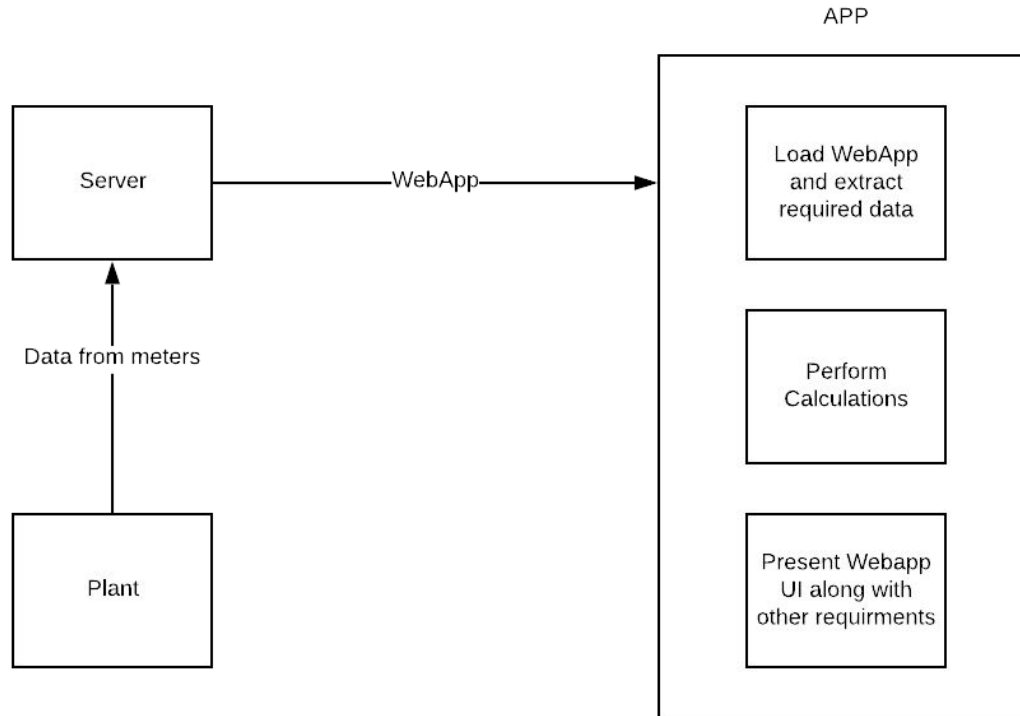 APP
Server
WebApp
Load WebApp
and extract
required data
Data from meters
Perform
Calculations
Plant
Present Webapp
UI along with
other requirments